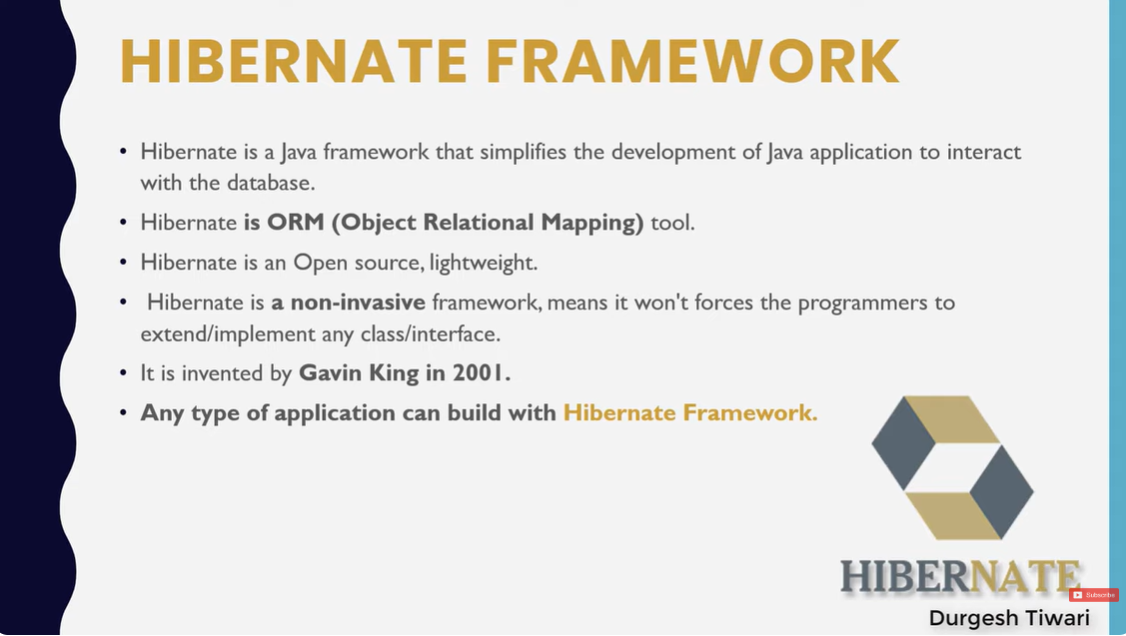 HIBERNATE FRAMEWORK
• Hibernate is a Java framework that simplifies the development of Java application to interact
with the database.
• Hibernate is ORM (Object Relational Mapping) tool.
• Hibernate is an Open source, lightweight.
• Hibernate is a non-invasive framework, means it won't forces the programmers to
extend/implement any class/interface.
• It is invented by Gavin King in 2001.
• Any type of application can build with Hibernate Framework.
HIBERNATE
Subscribe
Durgesh Tiwari